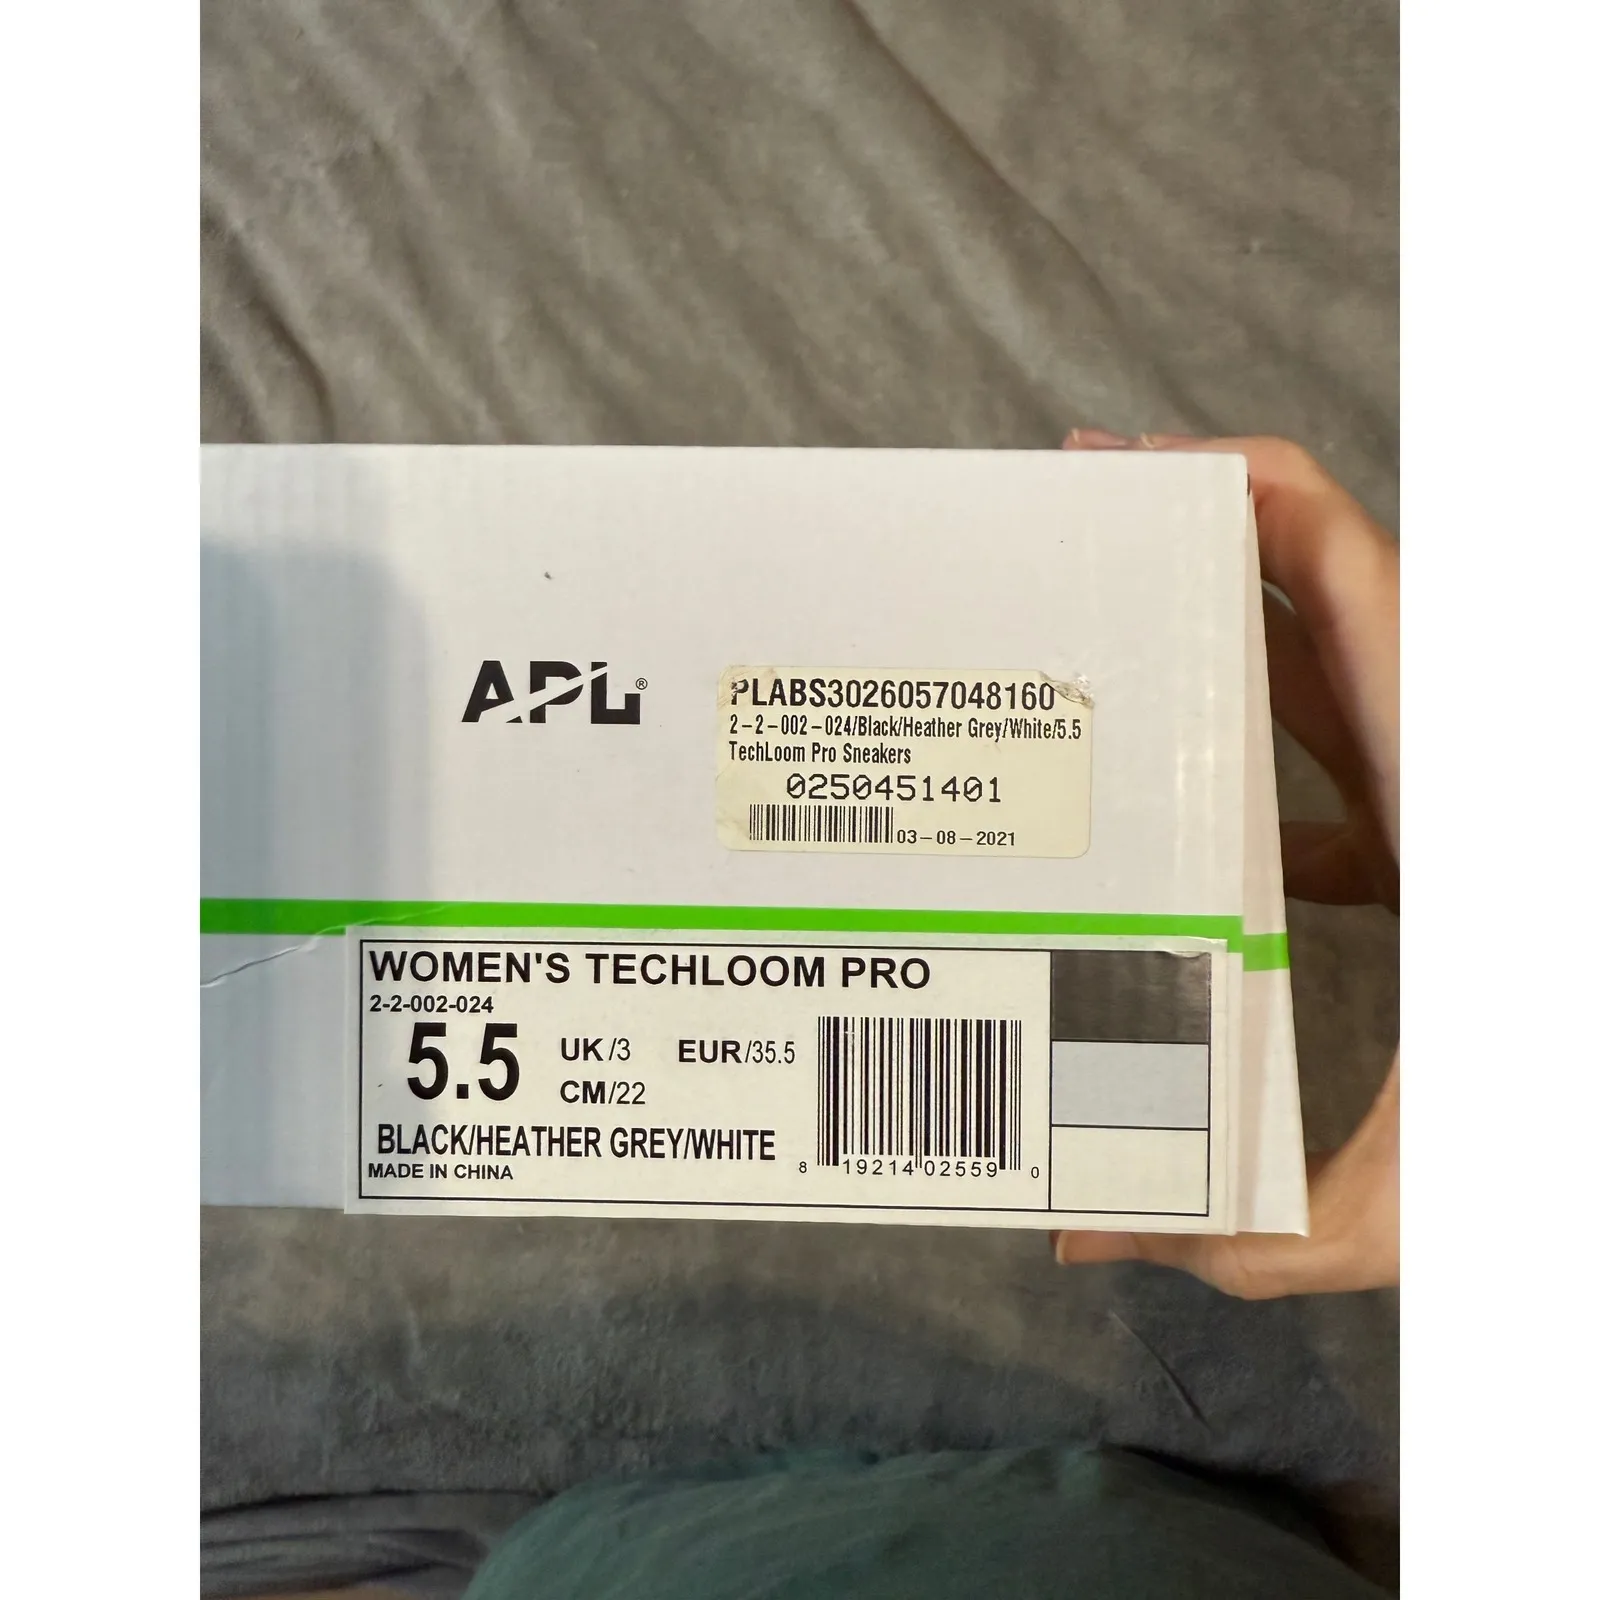 APL®
PLABS3026057048160
2-2-002-024/Black/Heather Grey/White/5.5
TechLoom Pro Sneakers
0250451401
03-08-2021
WOMEN'S TECHLOOM PRO
2-2-002-024
5.5 UK/3 EUR/35.5
CM/22
BLACK/HEATHER GREY/WHITE
MADE IN CHINA
8 19214 02559 0